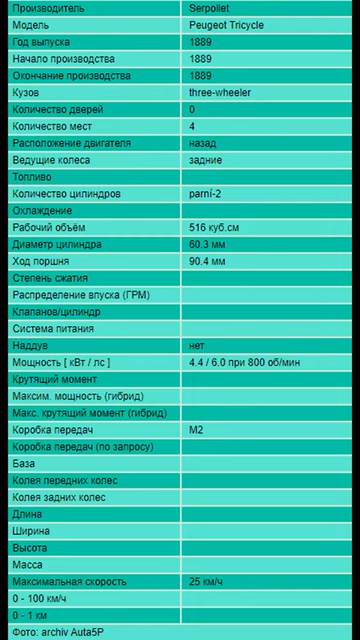 Производитель Serpollet
Модель Peugeot Tricycle
Год выпуска 1889
Начало производства 1889
Окончание производства 1889
Кузов three-wheeler
Количество дверей 0
Количество мест 4
Расположение двигателя назад
Ведущие колеса задние
Топливо
Количество цилиндров parní-2
Охлаждение
Рабочий объём 516 куб.см
Диаметр цилиндра 60.3 мм
Ход поршня 90.4 мм
Степень сжатия
Распределение впуска (ГРМ)
Клапанов/цилиндр
Система питания
Наддув нет
Мощность [ кВт / лс ] 4.4 / 6.0 при 800 об/мин
Крутящий момент
Максим. мощность (гибрид)
Макс. крутящий момент (гибрид)
Коробка передач M2
Коробка передач (по запросу)
База
Колея передних колес
Колея задних колес
Длина
Ширина
Высота
Масса
Максимальная скорость 25 км/ч
0 - 100 км/ч
0 - 1 км
Фото: archiv Auta5P